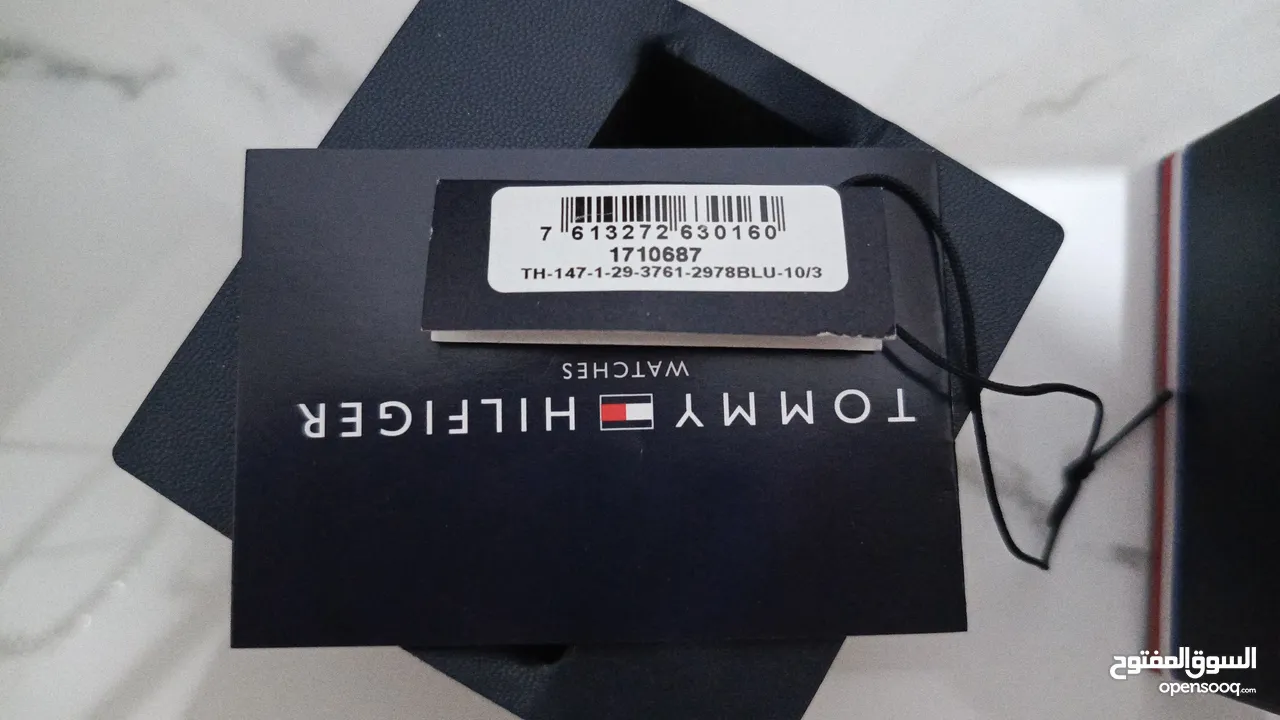 7 613272 630160
1710687
TH-147-1-29-3761-2978BLU-10/3
WATCHES
TOMMY HILFIGER
السوق المفتوح
opensooq.com